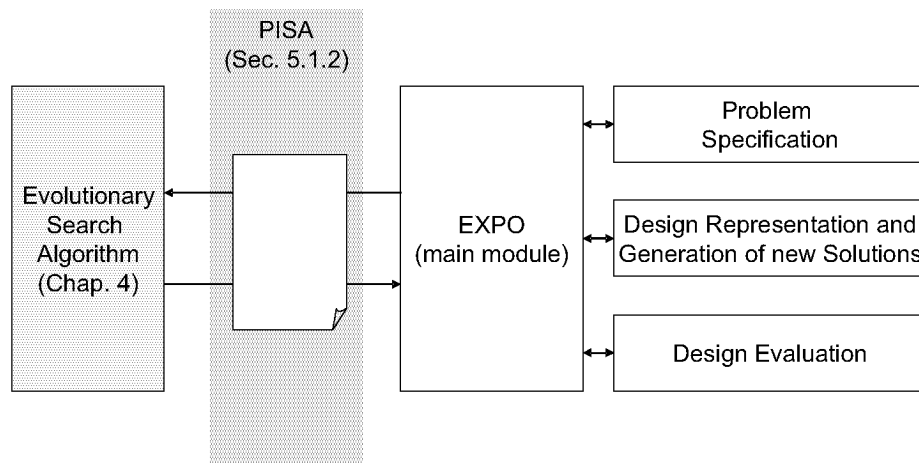 PISA
(Sec. 5.1.2)
Evolutionary
Search
Algorithm
(Chap. 4)
EXPO
(main module)
Problem
Specification
Design Representation and
Generation of new Solutions
Design Evaluation